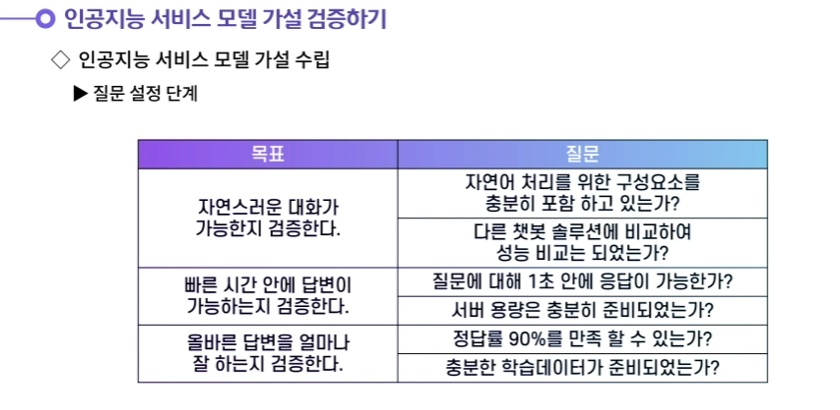 인공지능 서비스 모델 가설 검증하기
◇ 인공지능 서비스 모델 가설 수립
▶ 질문 설정 단계
목표
질문
자연스러운 대화가
가능한지 검증한다.
자연어 처리를 위한 구성요소를
충분히 포함 하고 있는가?
다른 챗봇 솔루션에 비교하여
성능 비교는 되었는가?
빠른 시간 안에 답변이
가능하는지 검증한다.
질문에 대해 1초 안에 응답이 가능한가?
서버 용량은 충분히 준비되었는가?
올바른 답변을 얼마나
잘 하는지 검증한다.
정답률 90%를 만족 할 수 있는가?
충분한 학습데이터가 준비되었는가?